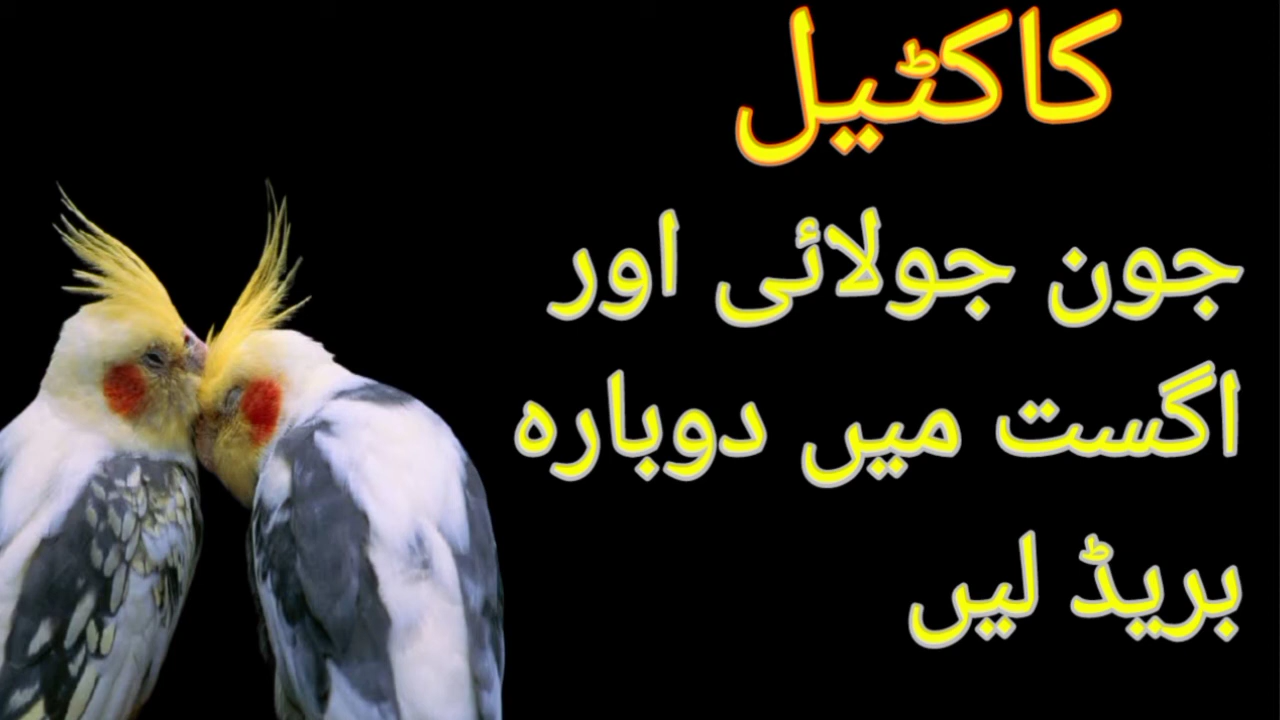 کاکٹیل
جون جولائی اور
اگست میں دوبارہ
بریڈ لیں